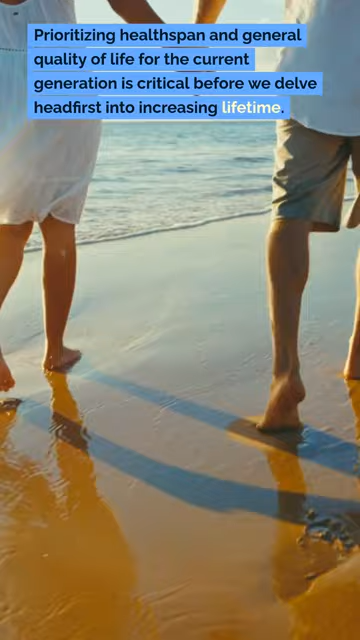 Prioritizing healthspan and general
quality of life for the current
generation is critical before we delve
headfirst into increasing lifetime.